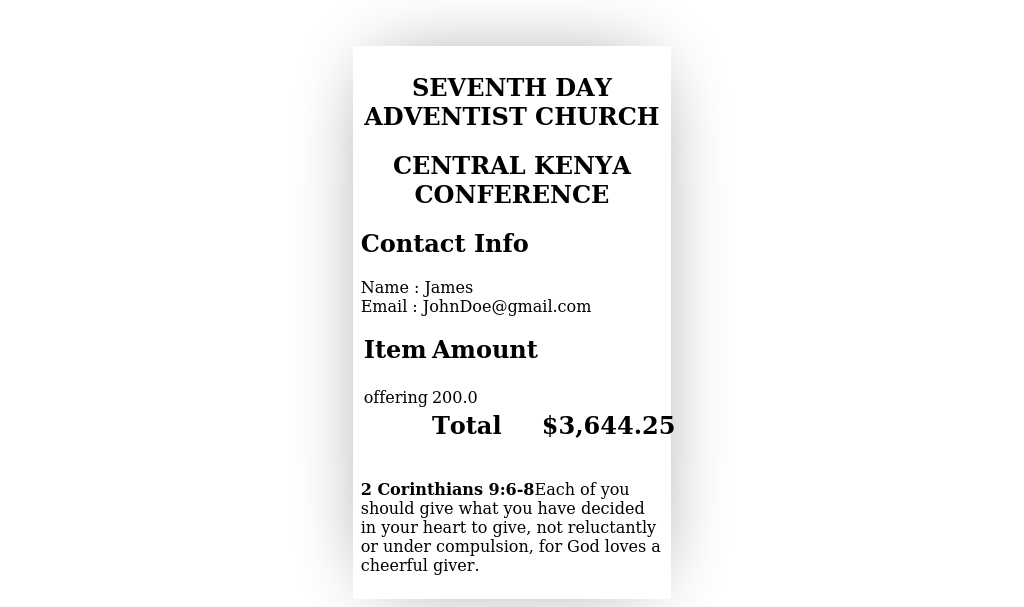 SEVENTH DAY
ADVENTIST CHURCH
CENTRAL KENYA
CONFERENCE
Contact Info
Name : James
Email : JohnDoe@gmail.com
Item Amount
offering 200.0
Total $3,644.25
2 Corinthians 9:6-8Each of you
should give what you have decided
in your heart to give, not reluctantly
or under compulsion, for God loves a
cheerful giver.